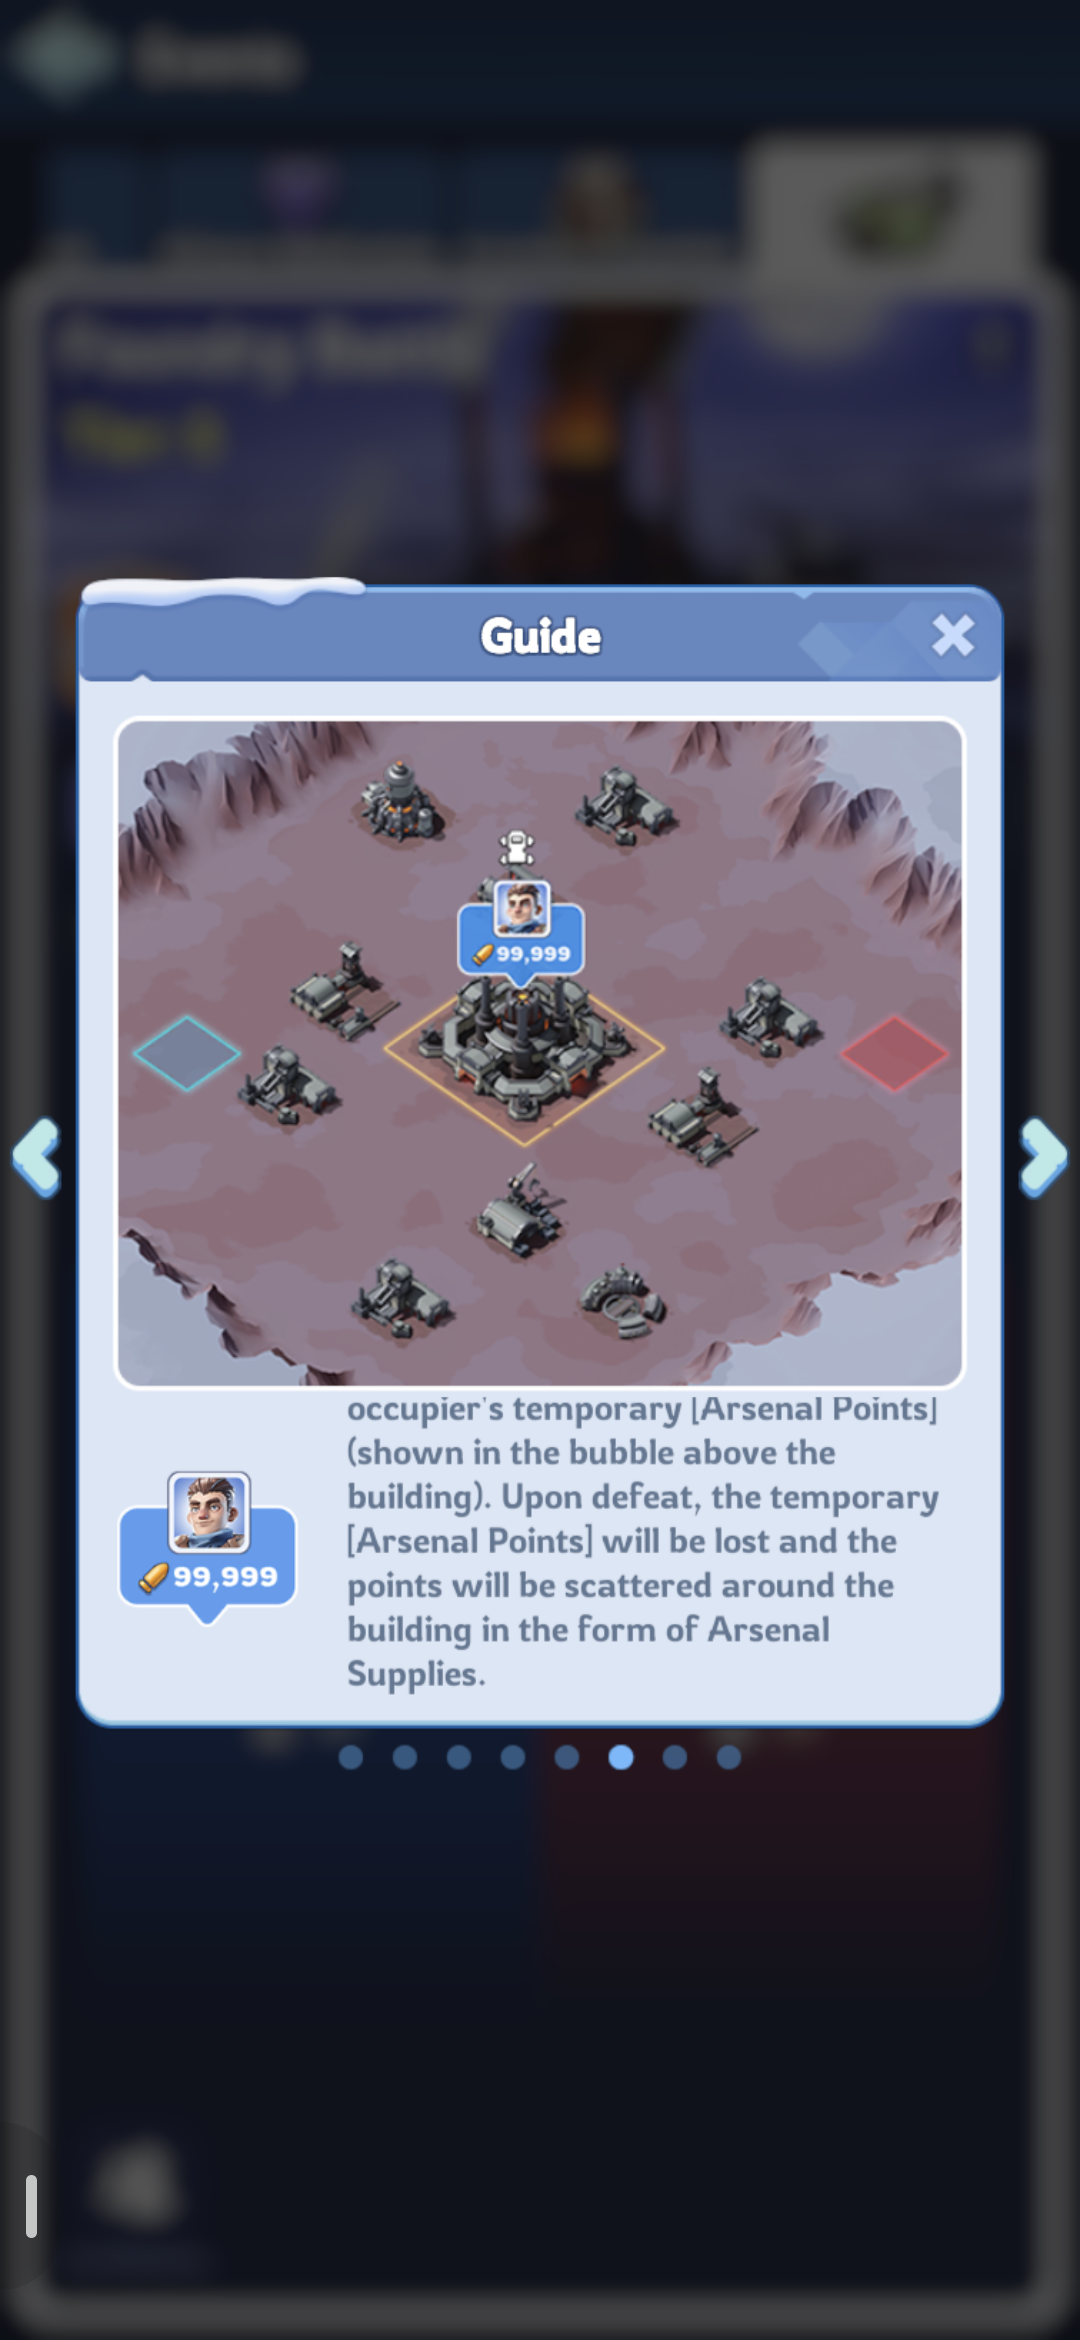 Guide
99,999
occupier's temporary [Arsenal Points]
(shown in the bubble above the
building). Upon defeat, the temporary
[Arsenal Points] will be lost and the
points will be scattered around the
building in the form of Arsenal
Supplies.
99,999